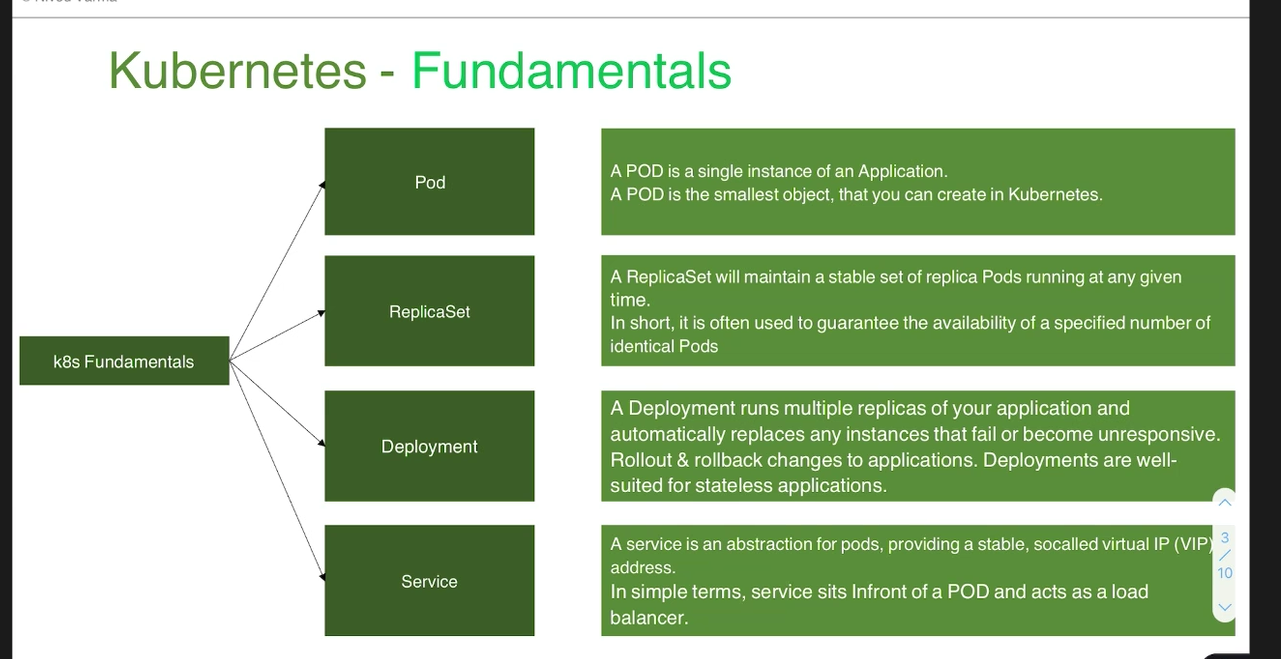 Kubernetes - Fundamentals
Pod
A POD is a single instance of an Application.
A POD is the smallest object, that you can create in Kubernetes.
ReplicaSet
A ReplicaSet will maintain a stable set of replica Pods running at any given
time.
In short, it is often used to guarantee the availability of a specified number of
identical Pods
k8s Fundamentals
Deployment
A Deployment runs multiple replicas of your application and
automatically replaces any instances that fail or become unresponsive.
Rollout & rollback changes to applications. Deployments are well-
suited for stateless applications.
Service
A service is an abstraction for pods, providing a stable, socalled virtual IP (VIP)
address.
In simple terms, service sits Infront of a POD and acts as a load
balancer.
3
/
10